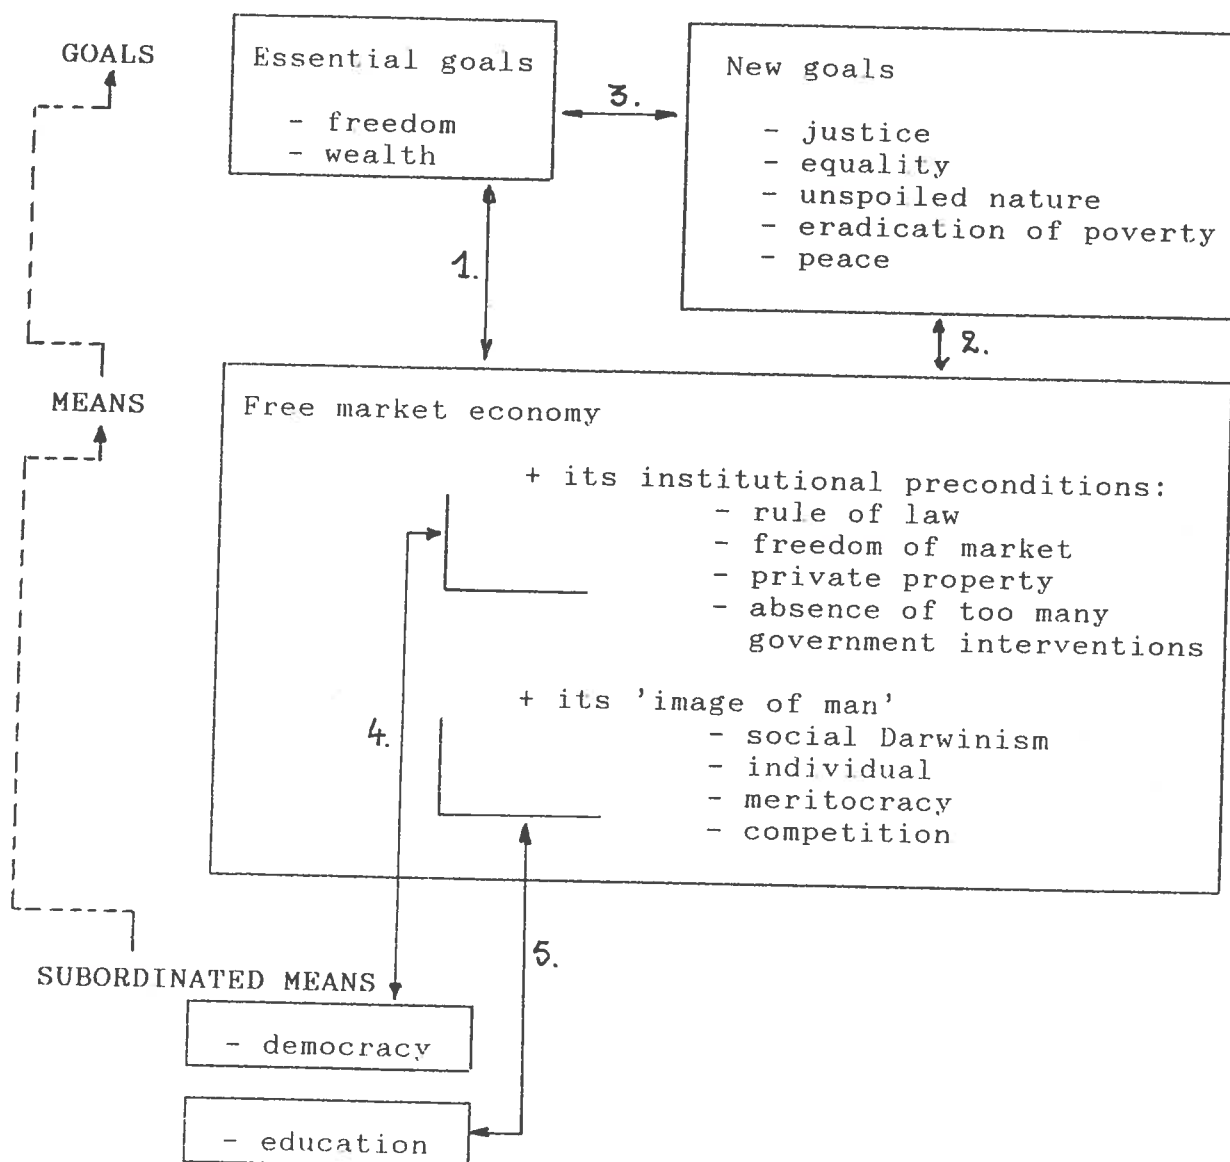 GOALS
Essential goals
- freedom
- wealth
3.
New goals
- justice
- equality
- unspoiled nature
- eradication of poverty
- peace
1.
2.
MEANS
Free market economy
+ its institutional preconditions:
- rule of law
- freedom of market
- private property
- absence of too many
government interventions
+ its 'image of man'
- social Darwinism
- individual
- meritocracy
- competition
4.
5.
SUBORDINATED MEANS
- democracy
- education